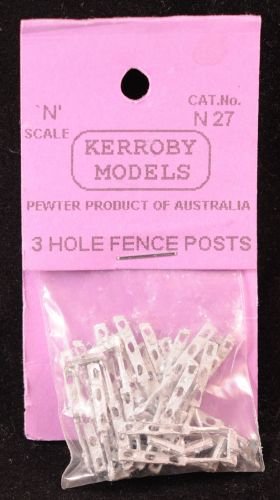 'N'
SCALE
CAT.No.
N 27
KERROBY
MODELS
PEWTER PRODUCT OF AUSTRALIA
3 HOLE FENCE POSTS